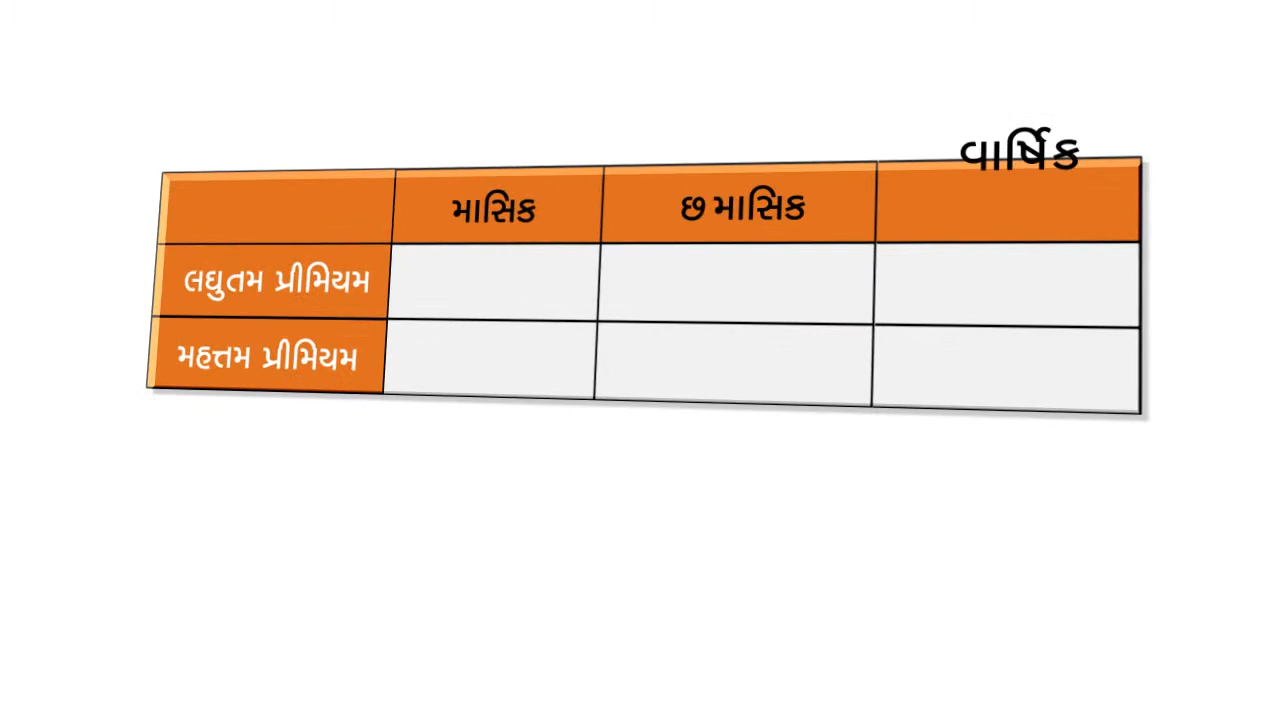 વાર્ષિક
માસિક છ માસિક
લઘુતમ પ્રીમિયમ
મહત્તમ પ્રીમિયમ